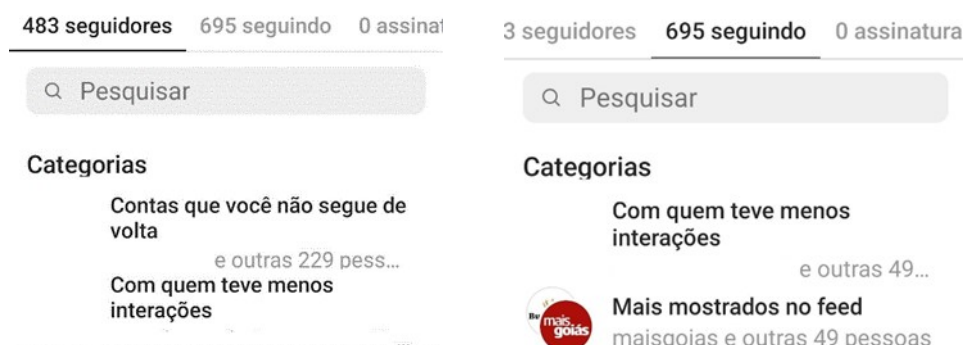 483 seguidores 695 seguindo 0 assinat
Pesquisar
Categorias
Contas que você não segue de
volta
e outras 229 pess...
Com quem teve menos
interações
3 seguidores 695 seguindo 0 assinatura
Pesquisar
Categorias
Com quem teve menos
interações
e outras 49...
Mais mostrados no feed
mais
goiás
maisgoias e outras 49 pessoas